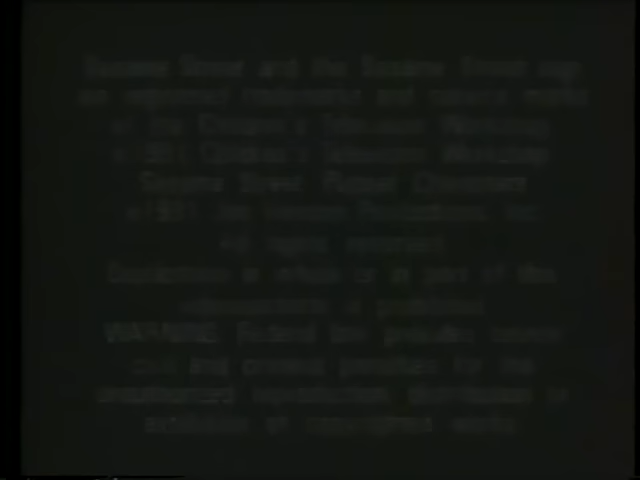 Sesame Street and the Sesame Street sign
are registered trademarks and service marks
of the Children's Television Workshop
Children's Television Workshop
Sesame Street Puppet Characters
Jim Henson Productions, Inc.
All rights reserved.
Duplication in whole or in part of this
videocassette is prohibited
WARNING: Federal law provides severe
civil and criminal penalties for the
unauthorized reproduction, distribution or
exhibition of copyrighted works